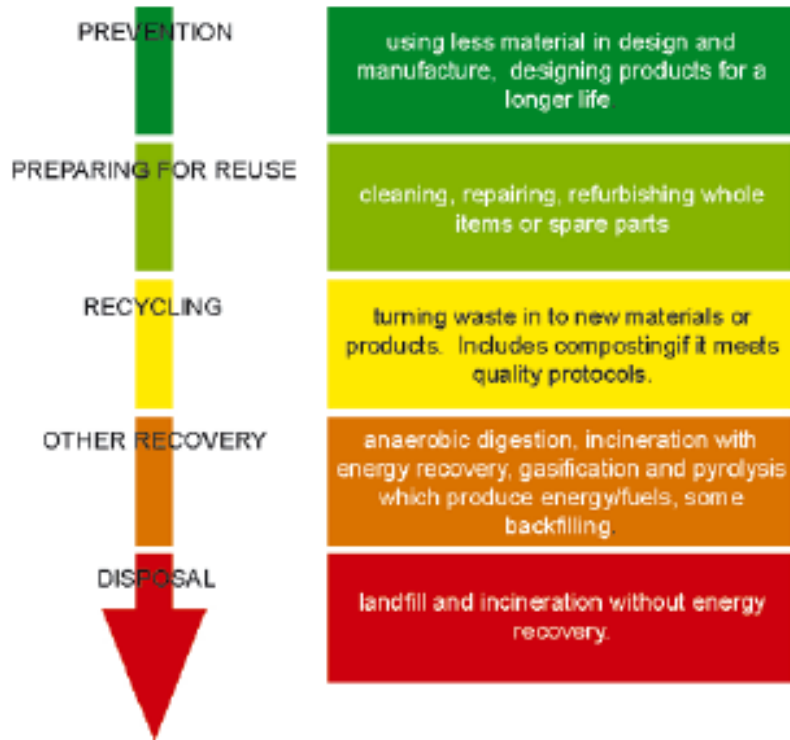 PREVENTION
using less material in design and
manufacture, designing products for a
longer life
PREPARING FOR REUSE
cleaning, repairing, refurbishing whole
items or spare parts
RECYCLING
turning waste in to new materials or
products. Includes compostingif it meets
quality protocols.
OTHER RECOVERY
anaerobic digestion, incineration with
energy recovery, gasification and pyrolysis
which produce energy/fuels, some
backfilling.
DISPOSAL
landfill and incineration without energy
recovery.